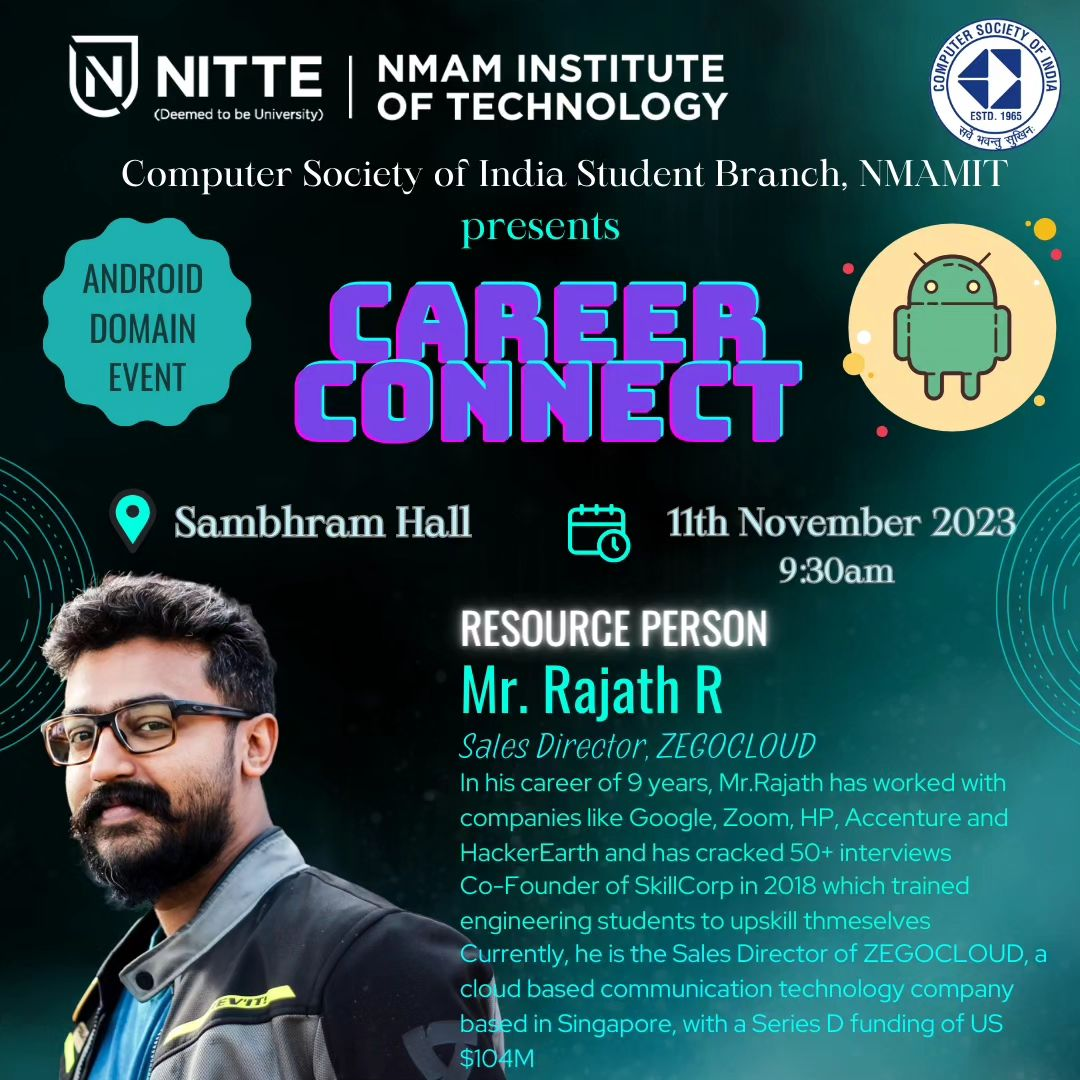 NITTE
(Deemed to be University)
NMAM INSTITUTE
OF TECHNOLOGY
COMPUTER SOCIETY OF INDIA
ESTD. 1965
सर्वे भवन्तु सुखिनः
Computer Society of India Student Branch, NMAMIT
presents
ANDROID
DOMAIN
EVENT
CAREER
CONNECT
Sambhram Hall
11th November 2023
9:30am
RESOURCE PERSON
Mr. Rajath R
Sales Director, ZEGOCLOUD
In his career of 9 years, Mr.Rajath has worked with
companies like Google, Zoom, HP, Accenture and
HackerEarth and has cracked 50+ interviews
Co-Founder of SkillCorp in 2018 which trained
engineering students to upskill thmeselves
Currently, he is the Sales Director of ZEGOCLOUD, a
cloud based communication technology company
based in Singapore, with a Series D funding of US
$104M
REV'IT!